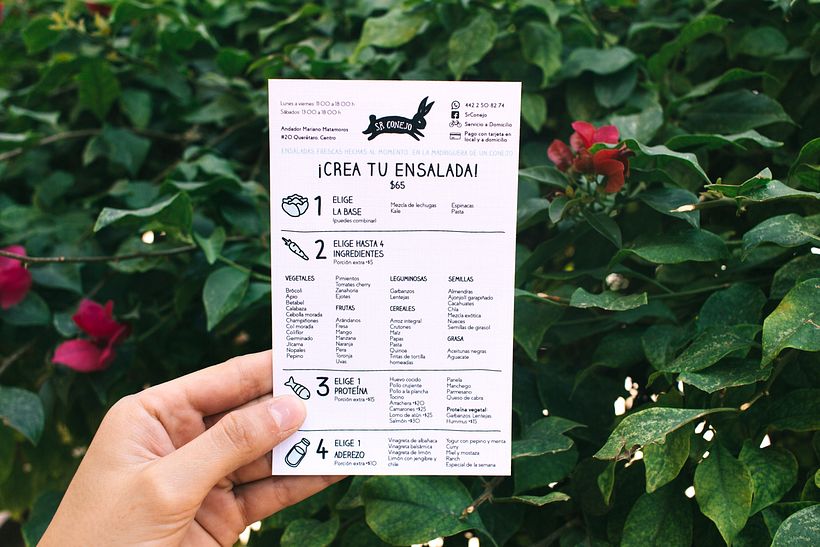 Lunes a viernes: 11:00 a 18:00 h
Sábados: 13:00 a 18:00 h
Andador Mariano Matamoros
#20 Querétaro, Centro
SR CONEJO
442 2 50 82 74
SrConejo
Servicio a Domicilio
Pago con tarjeta en
local y a domicilio
ENSALADAS FRESCAS HECHAS AL MOMENTO, EN LA MADRIGUERA DE UN CONEJO
¡CREA TU ENSALADA!
$65
1 ELIGE
LA BASE
(puedes combinar)
Mezcla de lechugas
Kale
Espinacas
Pasta
2 ELIGE HASTA 4
INGREDIENTES
Porción extra +$5
VEGETALES
Brócoli
Apio
Betabel
Calabaza
Cebolla morada
Champiñones
Col morada
Coliflor
Germinado
Jícama
Nopales
Pepino
Pimientos
Tomates cherry
Zanahoria
Ejotes
FRUTAS
Arándanos
Fresa
Mango
Manzana
Naranja
Pera
Toronja
Uvas
LEGUMINOSAS
Garbanzos
Lentejas
CEREALES
Arroz integral
Crutones
Maíz
Papas
Pasta
Quinoa
Tiritas de tortilla
horneadas
SEMILLAS
Almendras
Ajonjolí garapiñado
Cacahuates
Chía
Mezcla exótica
Nueces
Semillas de girasol
GRASA
Aceitunas negras
Aguacate
3 ELIGE 1
PROTEÍNA
Porción extra +$15
Huevo cocido
Pollo crujiente
Pollo a la plancha
Tocino
Arrachera +$20
Camarones +$25
Lomo de atún +$25
Salmón +$30
Panela
Manchego
Parmesano
Queso de cabra
Proteína vegetal
Garbanzo, Lentejas
Hummus +$15
4 ELIGE 1
ADEREZO
Porción extra +$10
Vinagreta de albahaca
Vinagreta balsámica
Vinagreta de limón
Limón con jengibre y
chile
Yogur con pepino y menta
Curry
Miel y mostaza
Ranch
Especial de la semana